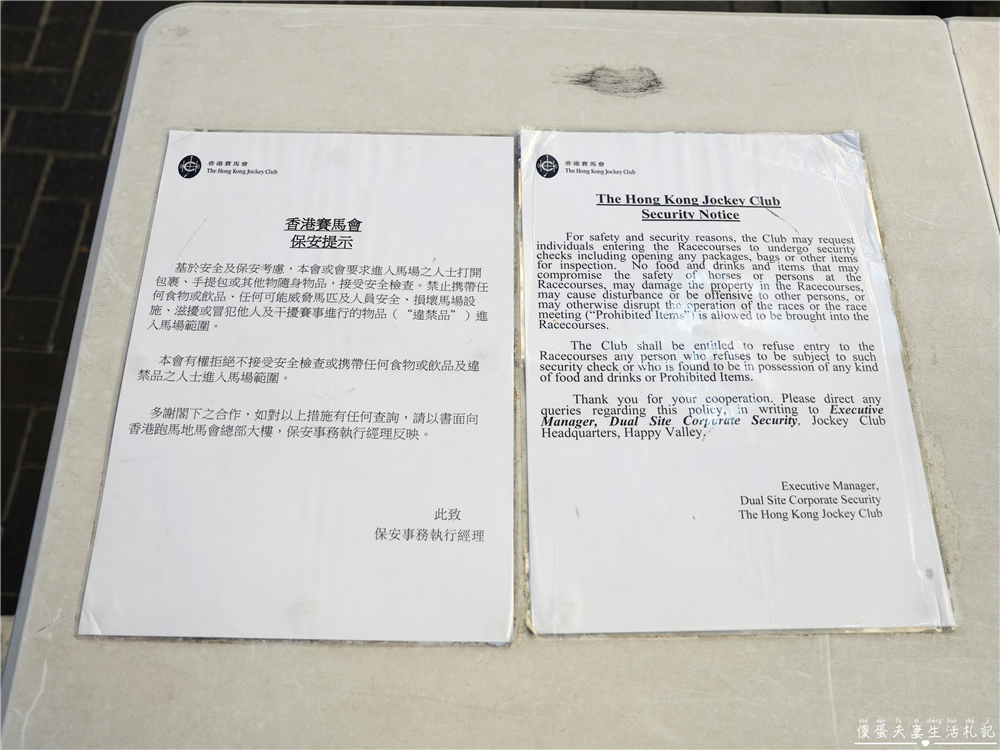 香港賽馬會
The Hong Kong Jockey Club
香港賽馬會
保安提示
基於安全及保安考慮，本會或會要求進入馬場之人士打開
包裹、手提包或其他物隨身物品，接受安全檢查。禁止携帶任
何食物或飲品、任何可能威脅馬匹及人員安全、損壞馬場設
施、滋擾或冒犯他人及干擾賽事進行的物品（“違禁品”）進
入馬場範圍。
本會有權拒絕不接受安全檢查或携帶任何食物或飲品及違
禁品之人士進入馬場範圍。
多謝閣下之合作，如對以上措施有任何查詢，請以書面向
香港跑馬地馬會總部大樓，保安事務執行經理反映。
此致
保安事務執行經理
香港賽馬會
The Hong Kong Jockey Club
The Hong Kong Jockey Club
Security Notice
For safety and security reasons, the Club may request
individuals entering the Racecourses to undergo security
checks including opening any packages, bags or other items
for inspection. No food and drinks and items that may
compromise the safety of horses or persons at the
Racecourses, may damage the property in the Racecourses,
may cause disturbance or be offensive to other persons, or
may otherwise disrupt the operation of the races or the race
meeting (“Prohibited Items”) is allowed to be brought into the
Racecourses.
The Club shall be entitled to refuse entry to the
Racecourses any person who refuses to be subject to such
security check or who is found to be in possession of any kind
of food and drinks or Prohibited Items.
Thank you for your cooperation. Please direct any
queries regarding this policy, in writing to Executive
Manager, Dual Site Corporate Security, Jockey Club
Headquarters, Happy Valley.
Executive Manager,
Dual Site Corporate Security
The Hong Kong Jockey Club
傻蛋夫妻生活札記